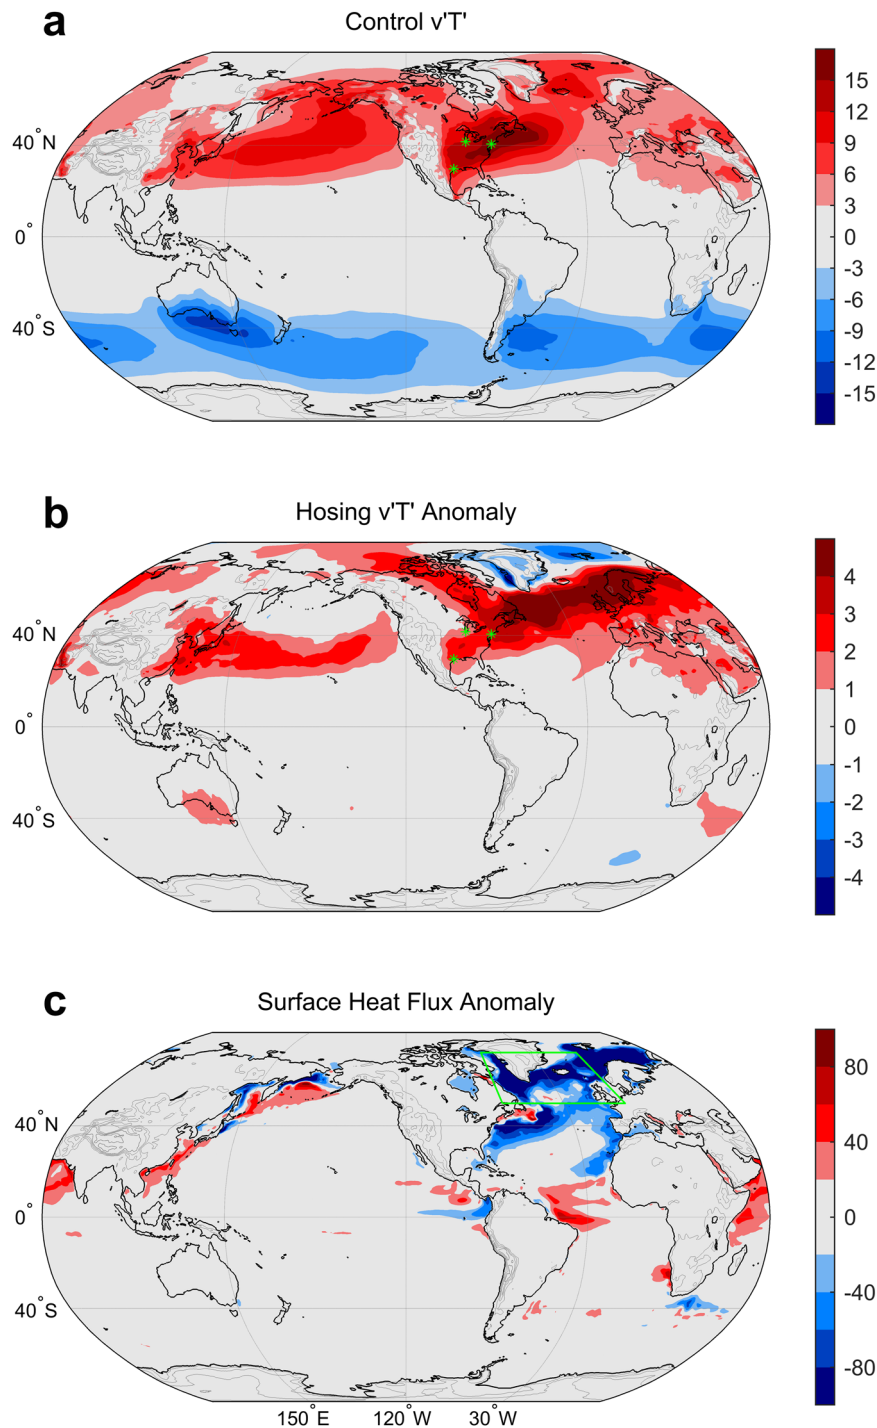 a
Control v'T'
40°N
0°
40°S
15
12
9
6
3
0
-3
-6
-9
-12
-15
b
Hosing v'T' Anomaly
40°N
0°
40°S
4
3
2
1
0
-1
-2
-3
-4
c
Surface Heat Flux Anomaly
40°N
0°
40°S
150°E
120°W
30°W
80
40
0
-40
-80